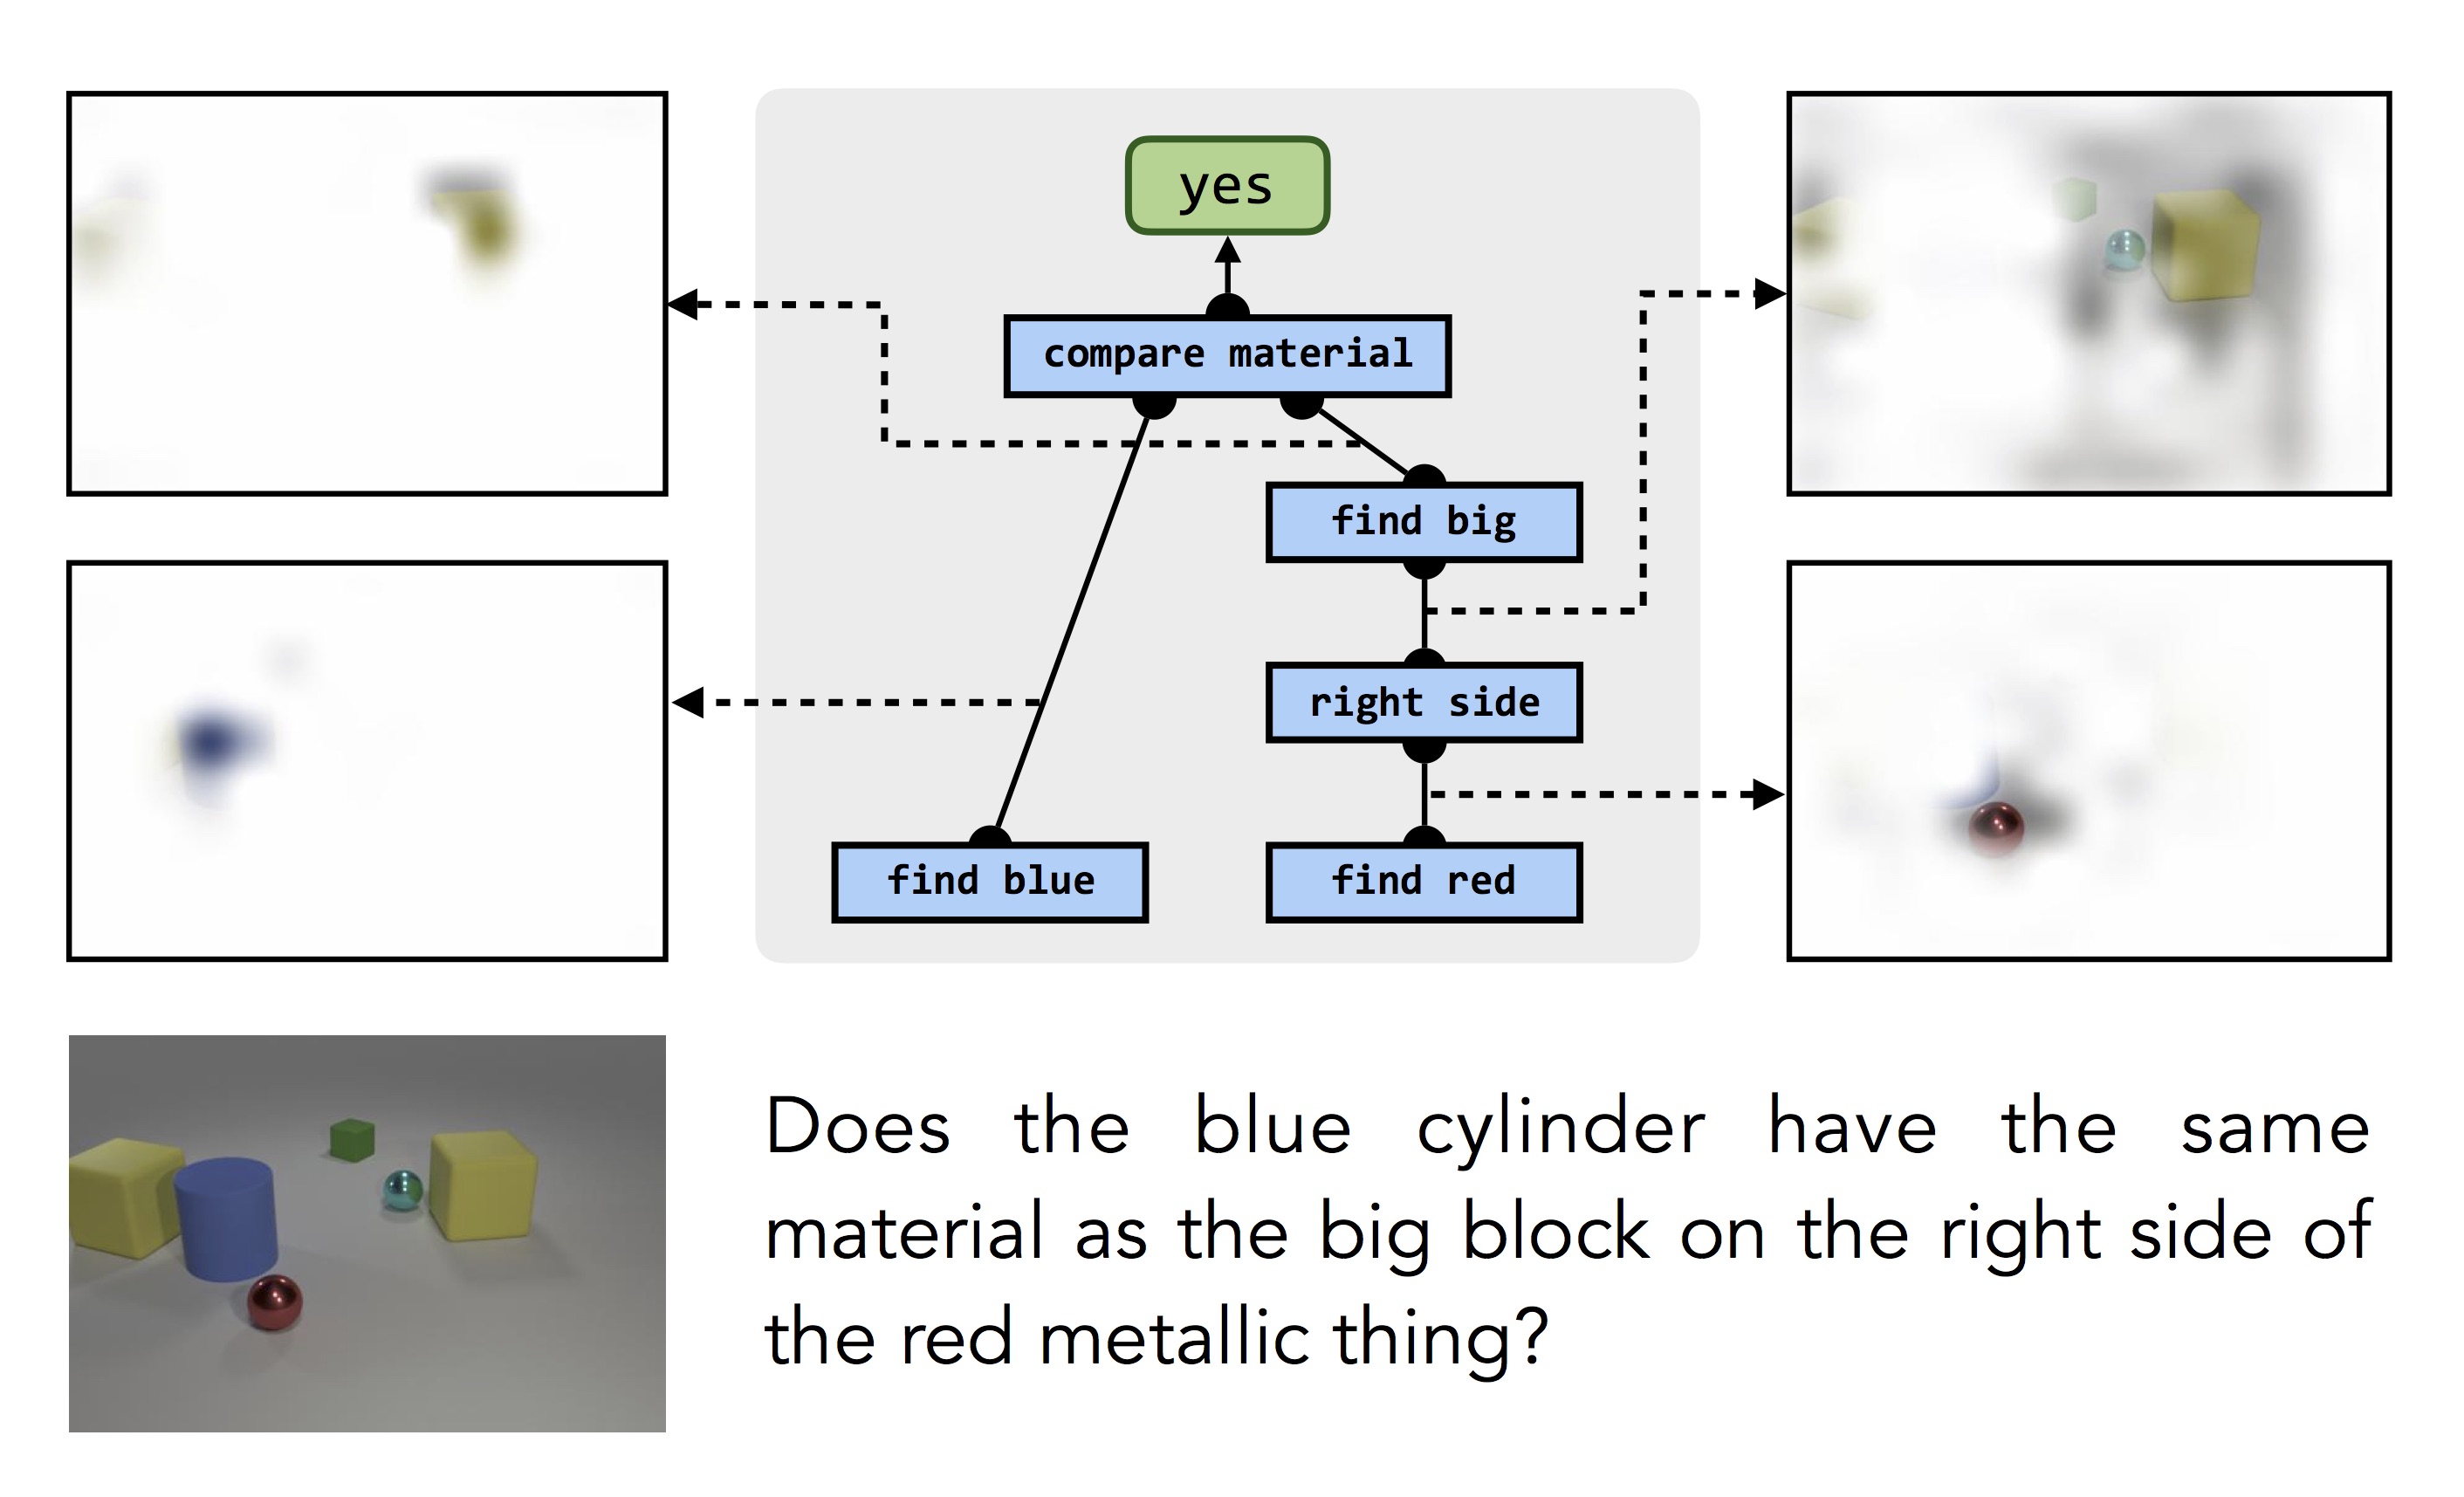 yes
compare material
find big
right side
find blue
find red
Does the blue cylinder have the same
material as the big block on the right side of
the red metallic thing?